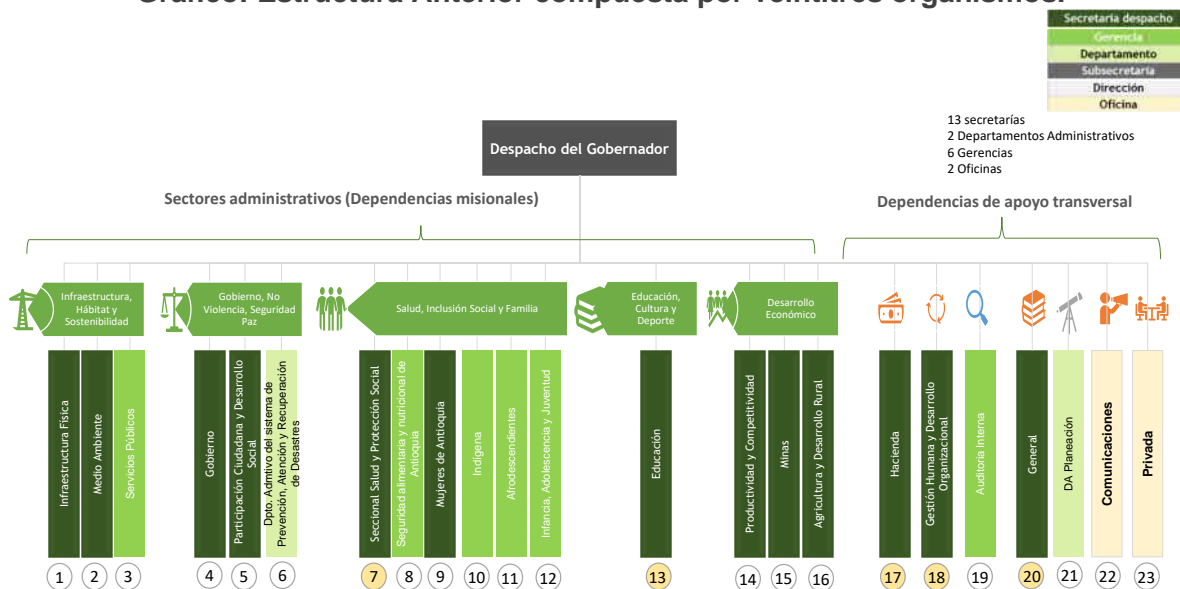 Gráfico: Estructura Anterior compuesta por veintitrés organismos.
Secretaría despacho
Gerencia
Departamento
Subsecretaría
Dirección
Oficina
13 secretarías
2 Departamentos Administrativos
6 Gerencias
2 Oficinas
Despacho del Gobernador
Sectores administrativos (Dependencias misionales)
Dependencias de apoyo transversal
Infraestructura,
Hábitat y
Sostenibilidad
Gobierno, No
Violencia, Seguridad
Paz
Salud, Inclusión Social y Familia
Educación,
Cultura y
Deporte
Desarrollo
Económico
Infraestructura Física
Medio Ambiente
Servicios Públicos
Gobierno
Participación Ciudadana y Desarrollo
Social
Dpto. Admtivo del sistema de
Prevención, Atención y Recuperación
de Desastres
Seccional Salud y Protección Social
Seguridad alimentaria y nutricional de
Antioquia
Mujeres de Antioquia
Indígena
Afrodescendientes
Infancia, Adolescencia y Juventud
Educación
Productividad y Competitividad
Minas
Agricultura y Desarrollo Rural
Hacienda
Gestión Humana y Desarrollo
Organizacional
Auditoría Interna
General
DA Planeación
Comunicaciones
Privada
1
2
3
4
5
6
7
8
9
10
11
12
13
14
15
16
17
18
19
20
21
22
23